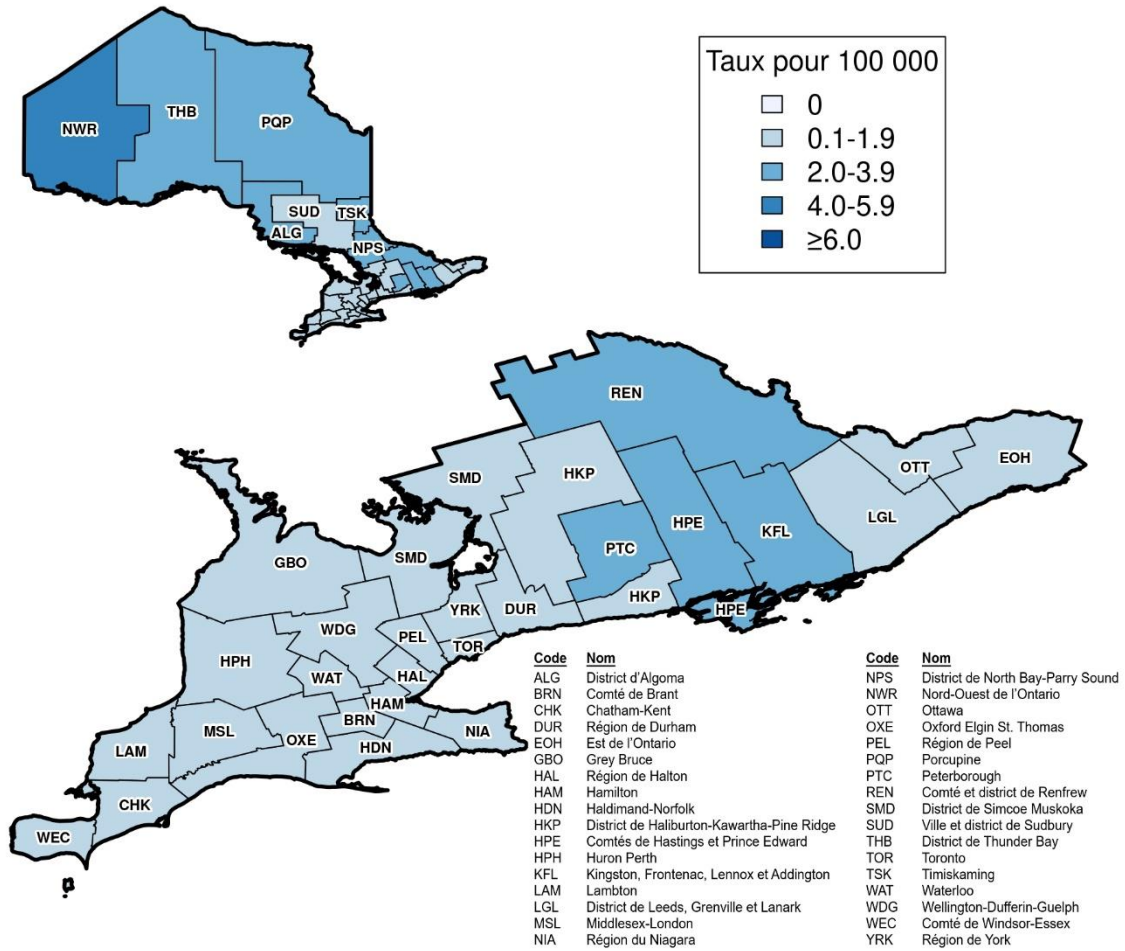 Taux pour 100 000
0
0.1-1.9
2.0-3.9
4.0-5.9
≥6.0
NWR
THB
PQP
SUD
TSK
ALG
NPS
REN
SMD
HKP
OTT
EOH
LGL
HPE
KFL
PTC
GBO
SMD
HKP
HPE
YRK
DUR
WDG
PEL
TOR
HPH
WAT
HAL
HAM
BRN
NIA
MSL
OXE
HDN
LAM
CHK
WEC
Code Nom
ALG District d'Algoma
BRN Comté de Brant
CHK Chatham-Kent
DUR Région de Durham
EOH Est de l'Ontario
GBO Grey Bruce
HAL Région de Halton
HAM Hamilton
HDN Haldimand-Norfolk
HKP District de Haliburton-Kawartha-Pine Ridge
HPE Comtés de Hastings et Prince Edward
HPH Huron Perth
KFL Kingston, Frontenac, Lennox et Addington
LAM Lambton
LGL District de Leeds, Grenville et Lanark
MSL Middlesex-London
NIA Région du Niagara
Code Nom
NPS District de North Bay-Parry Sound
NWR Nord-Ouest de l'Ontario
OTT Ottawa
OXE Oxford Elgin St. Thomas
PEL Région de Peel
PQP Porcupine
PTC Peterborough
REN Comté et district de Renfrew
SMD District de Simcoe Muskoka
SUD Ville et district de Sudbury
THB District de Thunder Bay
TOR Toronto
TSK Timiskaming
WAT Waterloo
WDG Wellington-Dufferin-Guelph
WEC Comté de Windsor-Essex
YRK Région de York